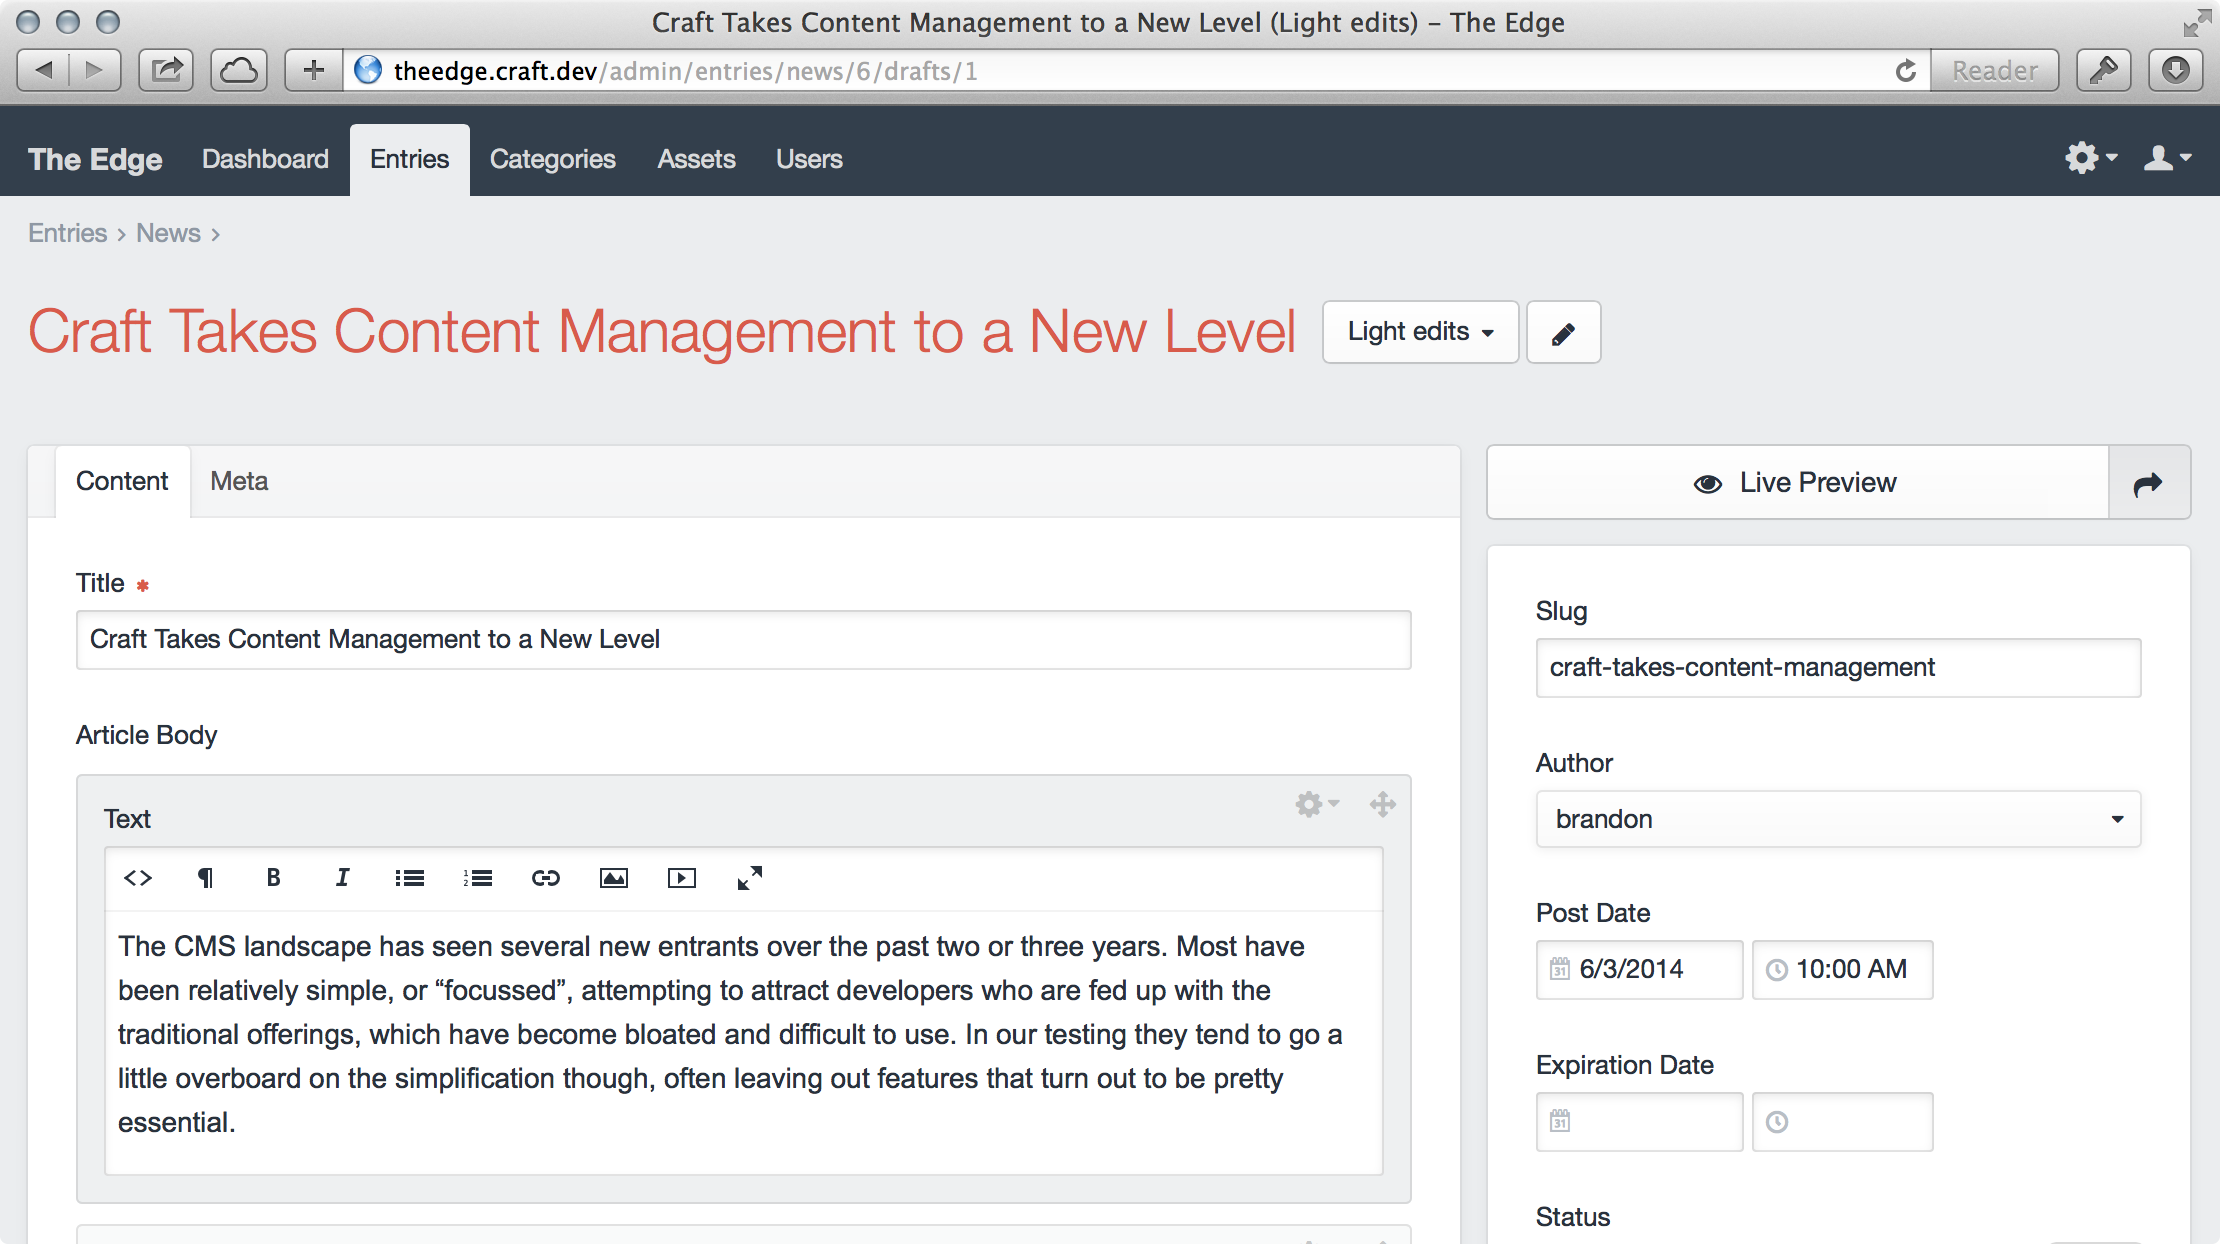 Craft Takes Content Management to a New Level (Light edits) – The Edge
theedge.craft.dev/admin/entries/news/6/drafts/1
Reader
The Edge
Dashboard
Entries
Categories
Assets
Users
Entries › News ›
Craft Takes Content Management to a New Level
Light edits
Content
Meta
Live Preview
Title *
Craft Takes Content Management to a New Level
Article Body
Text
B I
The CMS landscape has seen several new entrants over the past two or three years. Most have
been relatively simple, or “focussed”, attempting to attract developers who are fed up with the
traditional offerings, which have become bloated and difficult to use. In our testing they tend to go a
little overboard on the simplification though, often leaving out features that turn out to be pretty
essential.
Slug
craft-takes-content-management
Author
brandon
Post Date
31 6/3/2014
10:00 AM
Expiration Date
31
Status